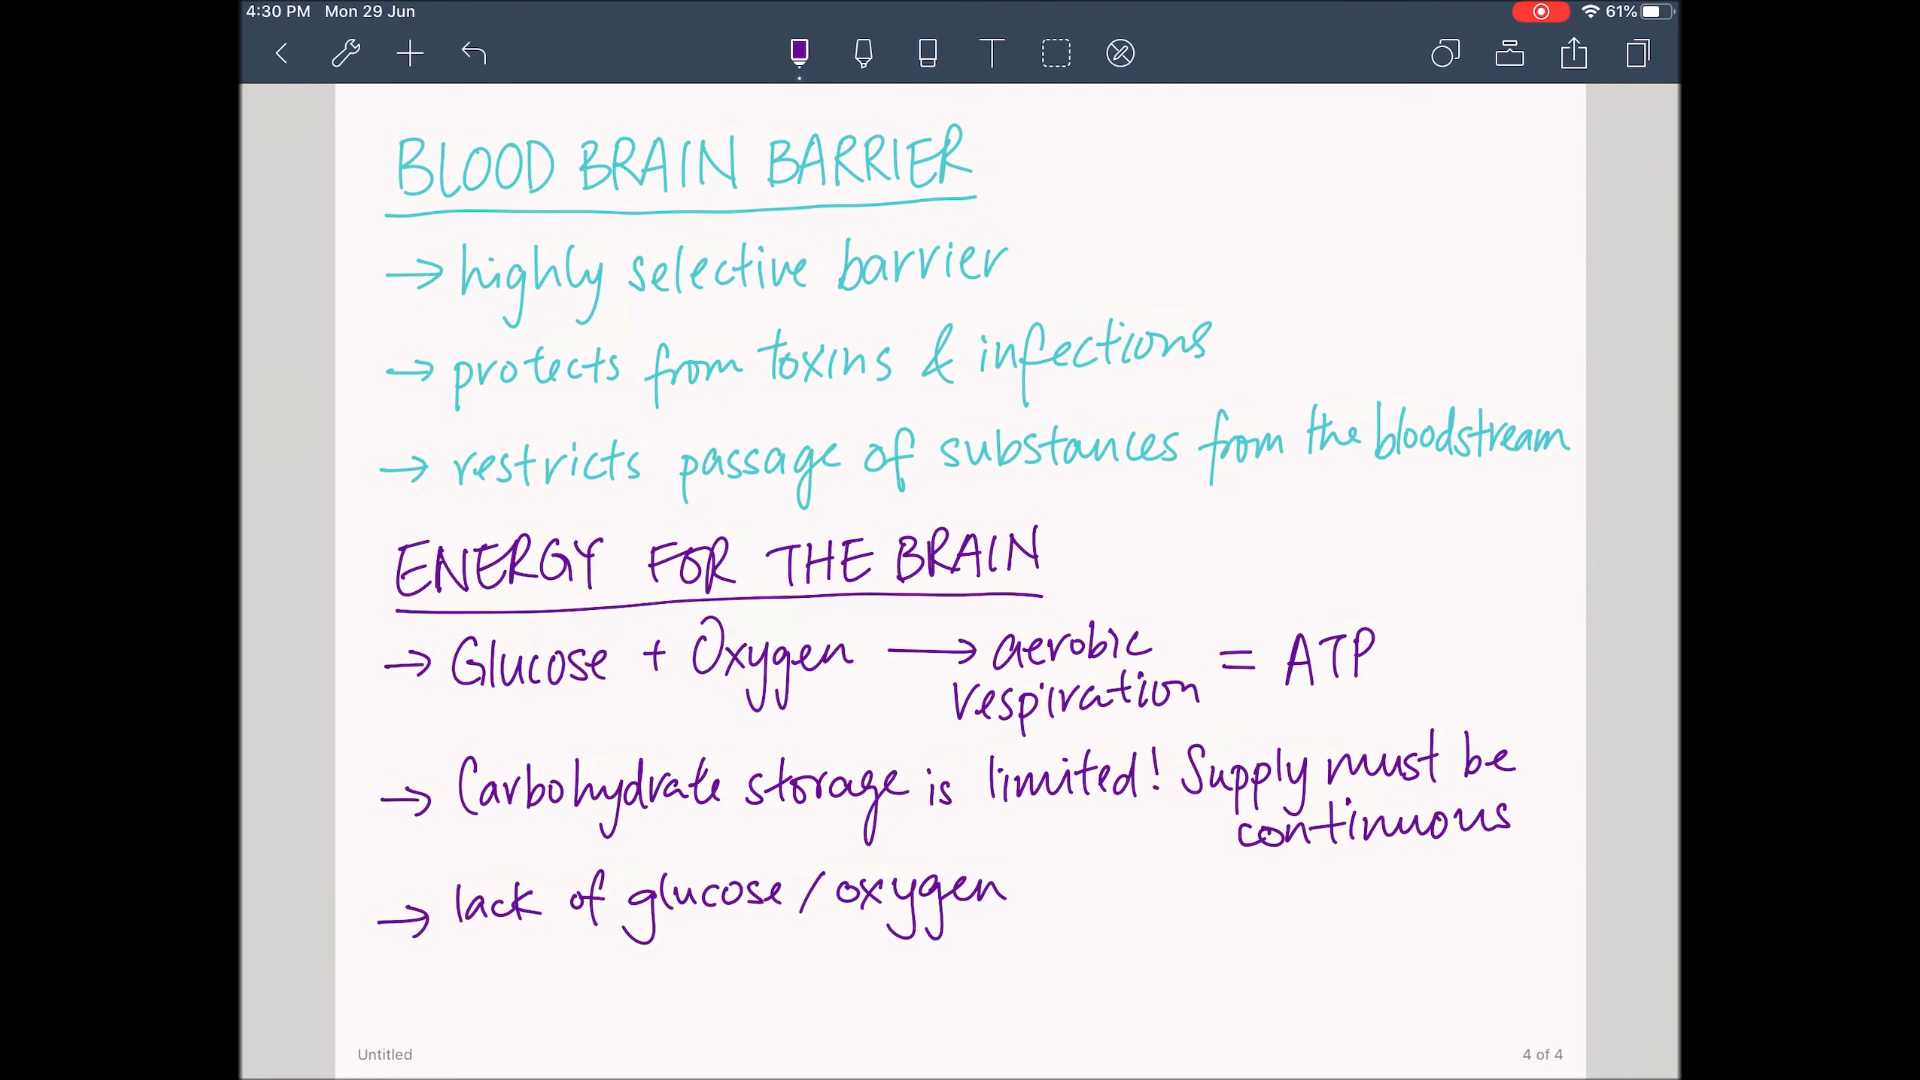 4:30 PM Mon 29 Jun
61%
BLOOD BRAIN BARRIER
→ highly selective barrier
→ protects from toxins & infections
→ restricts passage of substances from the bloodstream
ENERGY FOR THE BRAIN
→ Glucose + Oxygen → aerobic = ATP
respiration
→ Carbohydrate storage is limited! Supply must be
continuous
→ lack of glucose/oxygen
Untitled
4 of 4